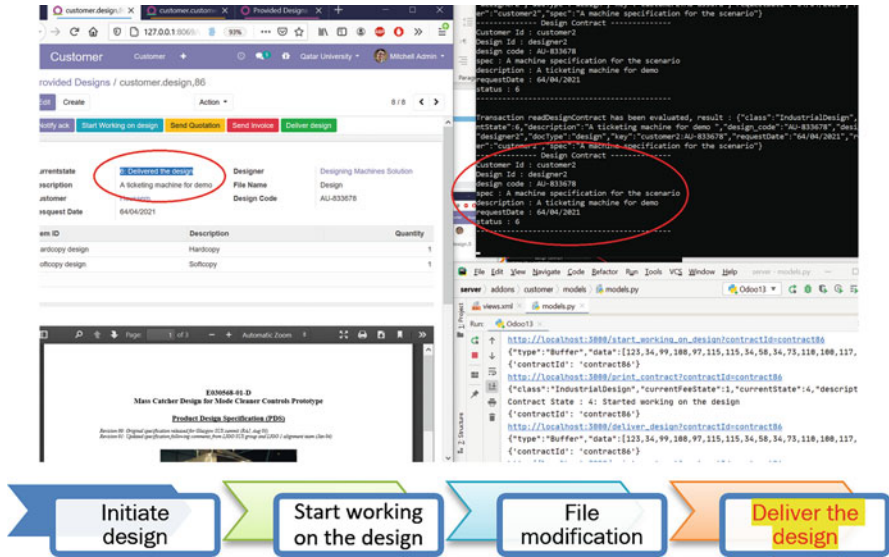 customer.design,8 customer.custome Provided Designs
127.0.0.1:8069 93%
Customer Customer Qatar University Mitchell Admin
rovided Designs / customer.design,86
Edit Create Action 8 / 8
Notify ack Start Working on design Send Quotation Send Invoice Deliver design
urrentstate 6: Delivered the design Designer Designing Machines Solution
escription A ticketing machine for demo File Name Design
ustomer Design Code AU-833678
esquest Date 64/04/2021
em ID Description Quantity
ardcopy design Hardcopy 1
oftcopy design Softcopy 1
Page: 1 of 3 Automatic Zoom
E030568-01-D
Mass Catcher Design for Mode Cleaner Controls Prototype
Product Design Specification (PDS)
er":"customer2","spec":"A machine specification for the scenario"}
-------------- Design Contract --------------
Customer Id : customer2
Design Id : designer2
design code : AU-833678
spec : A machine specification for the scenario
description : A ticketing machine for demo
requestDate : 64/04/2021
status : 6
Transaction readDesignContract has been evaluated, result : {"class":"IndustrialDesign",
ntState":6,"description":"A ticketing machine for demo ","design_code":"AU-833678","desi
"designer2","docType":"design","key":"customer2:AU-833678","requestDate":"64/04/2021","r
er":"customer2","spec":"A machine specification for the scenario"}
-------------- Design Contract --------------
Customer Id : customer2
Design Id : designer2
design code : AU-833678
spec : A machine specification for the scenario
description : A ticketing machine for demo
requestDate : 64/04/2021
status : 6
File Edit View Navigate Code Refactor Run Tools VCS Window Help server - models.py
server addons customer models models.py Odoo13
views.xml models.py
Run: Odoo13
http://localhost:3000/start_working_on_design?contractId=contract86
{"type":"Buffer","data":[123,34,99,108,97,115,115,34,58,34,73,110,100,117,
{'contractId': 'contract86'}
http://localhost:3000/print_contract?contractId=contract86
{"class":"IndustrialDesign","currentFeeState":1,"currentState":4,"descript
Contract State : 4: Started working on the design
{'contractId': 'contract86'}
http://localhost:3000/deliver_design?contractId=contract86
{"type":"Buffer","data":[123,34,99,108,97,115,115,34,58,34,73,110,100,117,
{'contractId': 'contract86'}
Initiate
design
Start working
on the design
File
modification
Deliver the
design